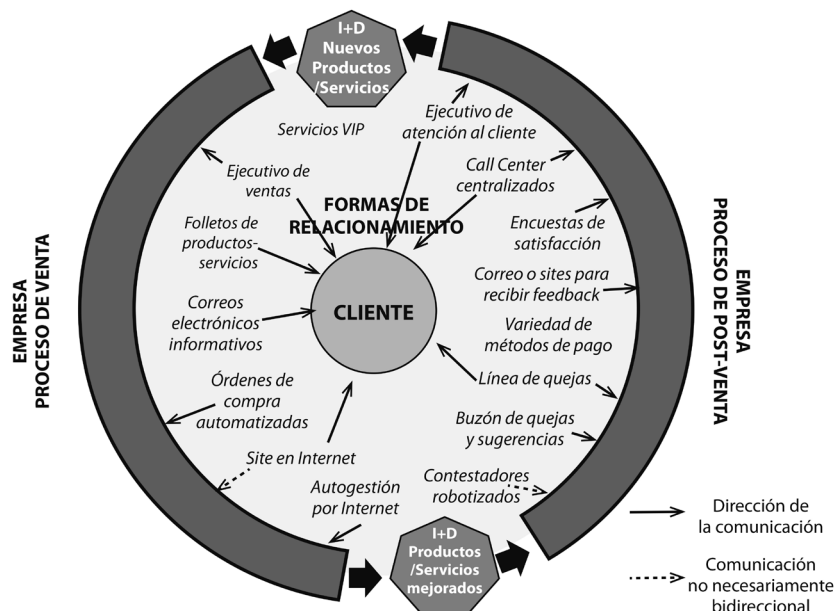 I+D
Nuevos
Productos
/Servicios
Servicios VIP
Ejecutivo de
atención al cliente
Ejecutivo de
ventas
Call Center
centralizados
FORMAS DE
RELACIONAMIENTO
Folletos de
productos-
servicios
Encuestas de
satisfacción
EMPRESA
PROCESO DE VENTA
CLIENTE
Correo o sites para
recibir feedback
EMPRESA
PROCESO DE POST-VENTA
Correos
electrónicos
informativos
Variedad de
métodos de pago
Órdenes de
compra
automatizadas
Línea de quejas
Buzón de quejas
y sugerencias
Site en Internet
Autogestión
por Internet
Contestadores
robotizados
I+D
Productos
/Servicios
mejorados
Dirección de
la comunicación
Comunicación
no necesariamente
bidireccional